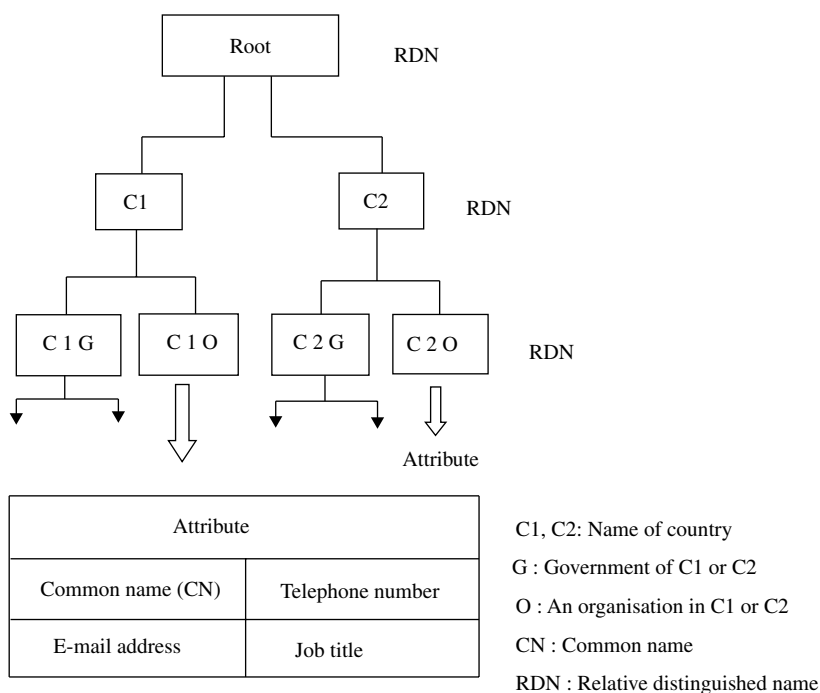 Root
RDN
C1
C2
RDN
C 1 G
C 1 O
C 2 G
C 2 O
RDN
Attribute
Attribute
Common name (CN)
Telephone number
E-mail address
Job title
C1, C2: Name of country
G : Government of C1 or C2
O : An organisation in C1 or C2
CN : Common name
RDN : Relative distinguished name